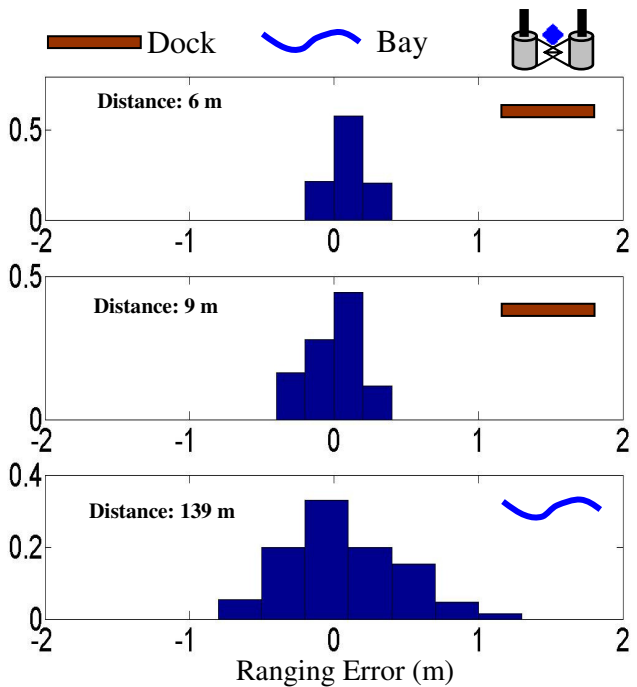 Dock Bay
Distance: 6 m
0.5
0
-2 -1 0 1 2
0.5
Distance: 9 m
0
-2 -1 0 1 2
0.4
Distance: 139 m
0.2
0
-2 -1 0 1 2
Ranging Error (m)